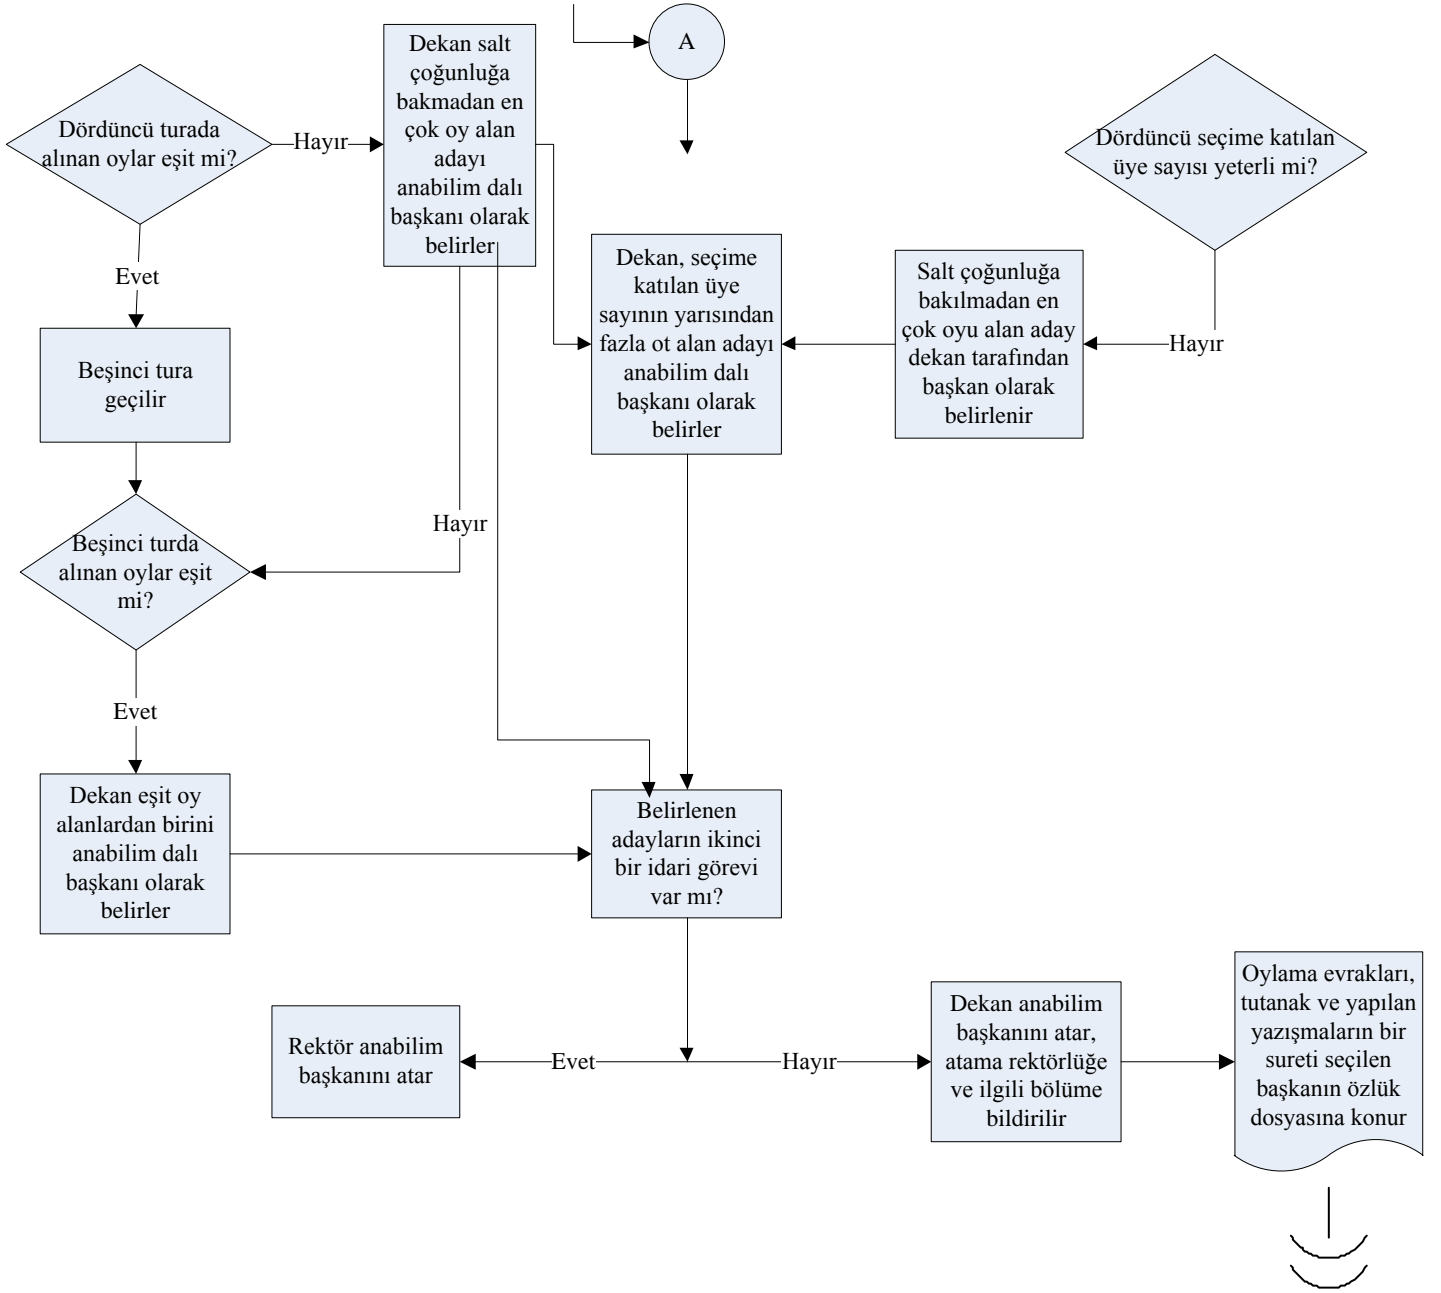 A
Dördüncü turada
alınan oylar eşit mi?
Hayır
Dekan salt
çoğunluğa
bakmadan en
çok oy alan
adayı
anabilim dalı
başkanı olarak
belirler
Dördüncü seçime katılan
üye sayısı yeterli mi?
Evet
Dekan, seçime
katılan üye
sayının yarısından
fazla ot alan adayı
anabilim dalı
başkanı olarak
belirler
Salt çoğunluğa
bakılmadan en
çok oyu alan aday
dekan tarafından
başkan olarak
belirlenir
Hayır
Beşinci tura
geçilir
Hayır
Beşinci turda
alınan oylar eşit
mi?
Evet
Dekan eşit oy
alanlardan birini
anabilim dalı
başkanı olarak
belirler
Belirlenen
adayların ikinci
bir idari görevi
var mı?
Rektör anabilim
başkanını atar
Evet
Hayır
Dekan anabilim
başkanını atar,
atama rektörlüğe
ve ilgili bölüme
bildirilir
Oylama evrakları,
tutanak ve yapılan
yazışmaların bir
sureti seçilen
başkanın özlük
dosyasına konur